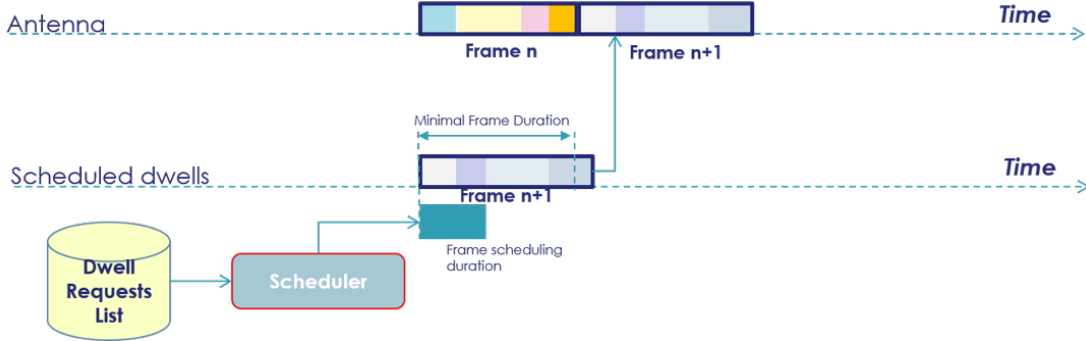 Antenna
Time
Frame n
Frame n+1
Minimal Frame Duration
Scheduled dwells
Time
Frame n+1
Frame scheduling
duration
Dwell
Requests
List
Scheduler